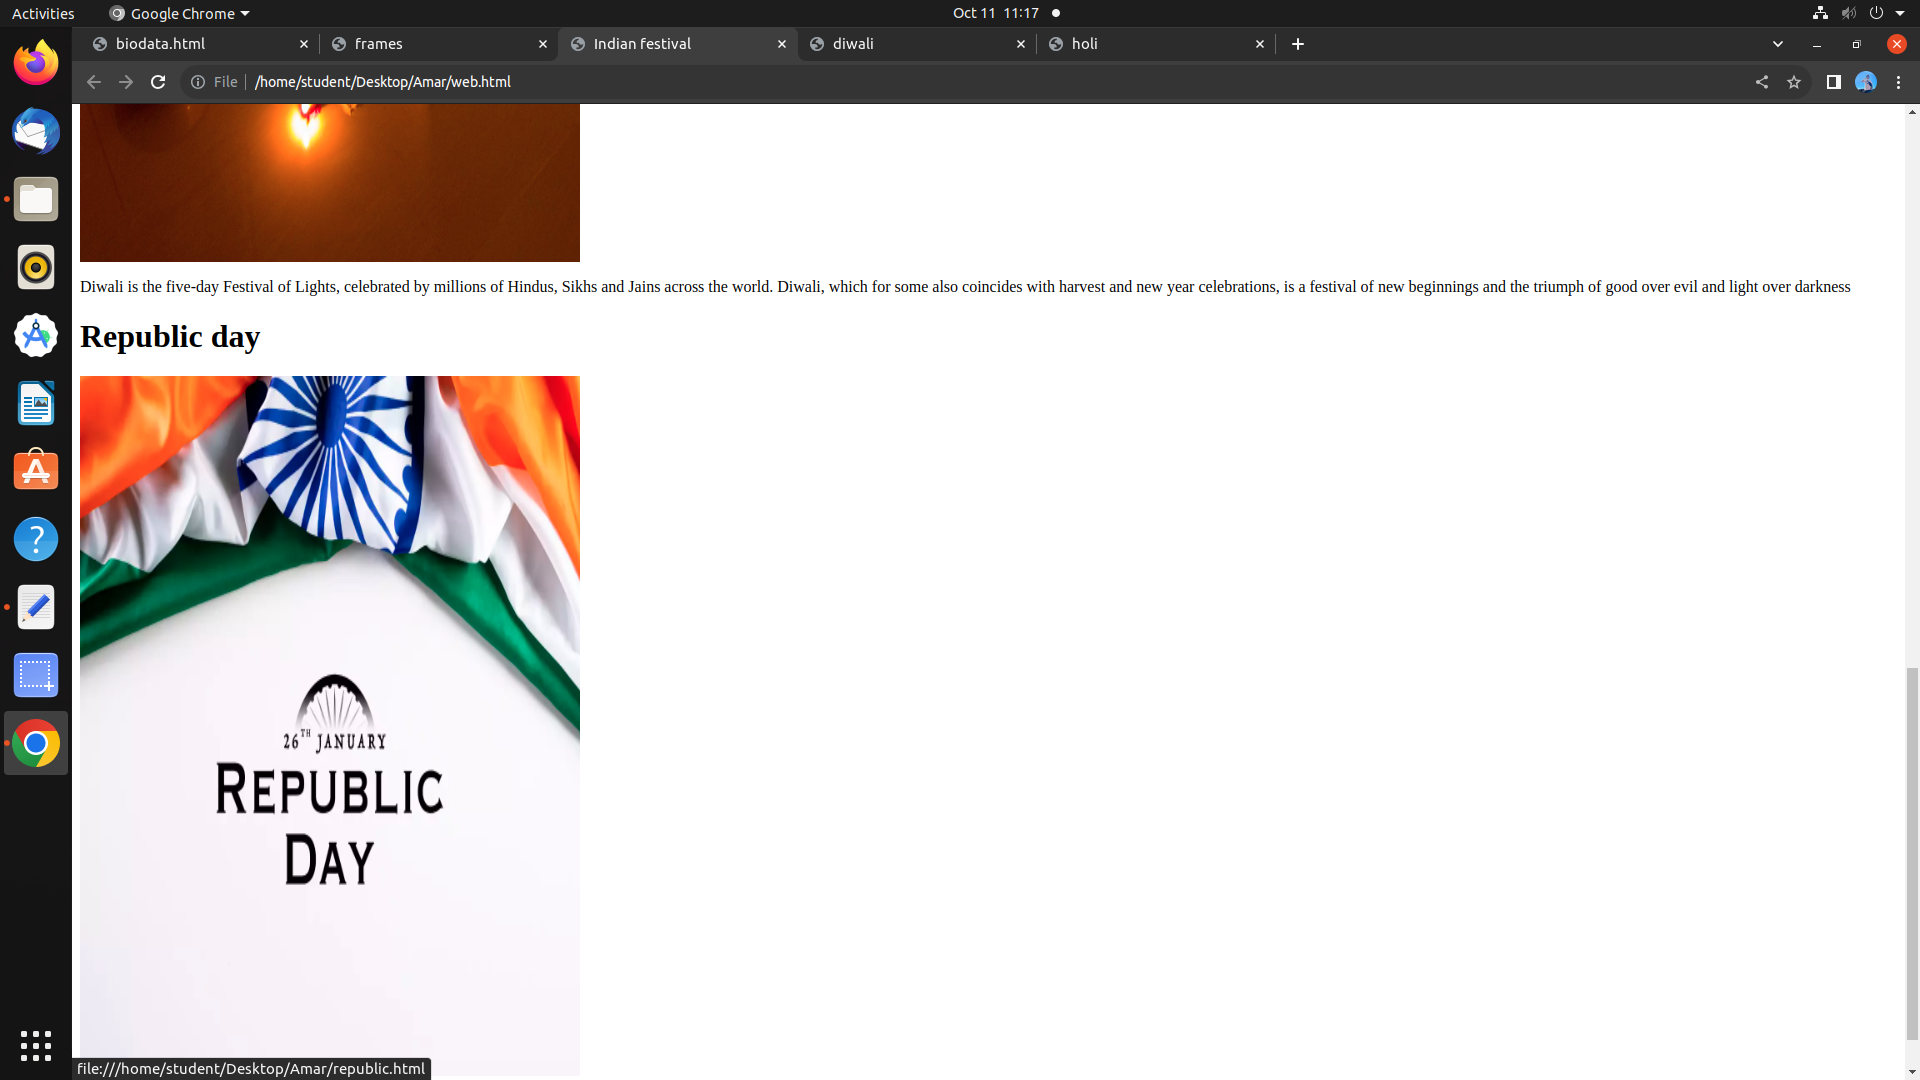 Activities
Google Chrome
Oct 11 11:17
biodata.html
frames
Indian festival
diwali
holi
File
/home/student/Desktop/Amar/web.html
Diwali is the five-day Festival of Lights, celebrated by millions of Hindus, Sikhs and Jains across the world. Diwali, which for some also coincides with harvest and new year celebrations, is a festival of new beginnings and the triumph of good over evil and light over darkness
Republic day
26TH JANUARY
REPUBLIC
DAY
file:///home/student/Desktop/Amar/republic.html